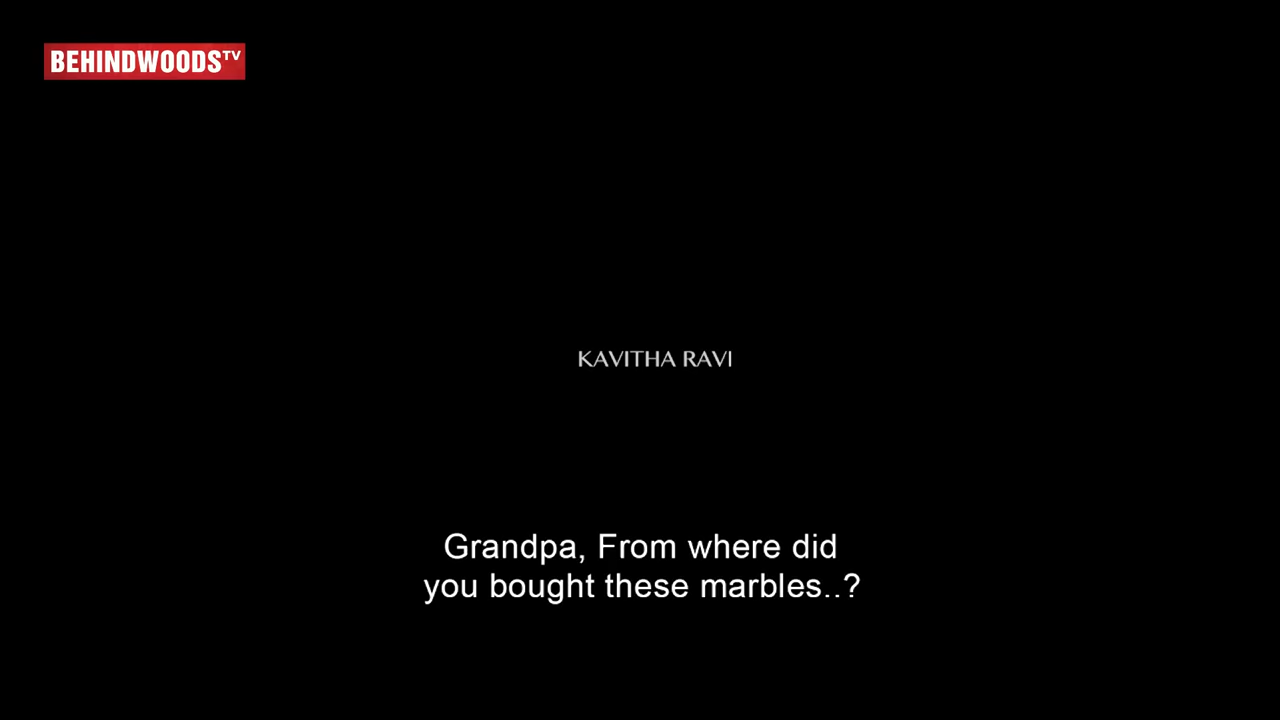 BEHINDWOODSTV
KAVITHA RAVI
Grandpa, From where did
you bought these marbles..?